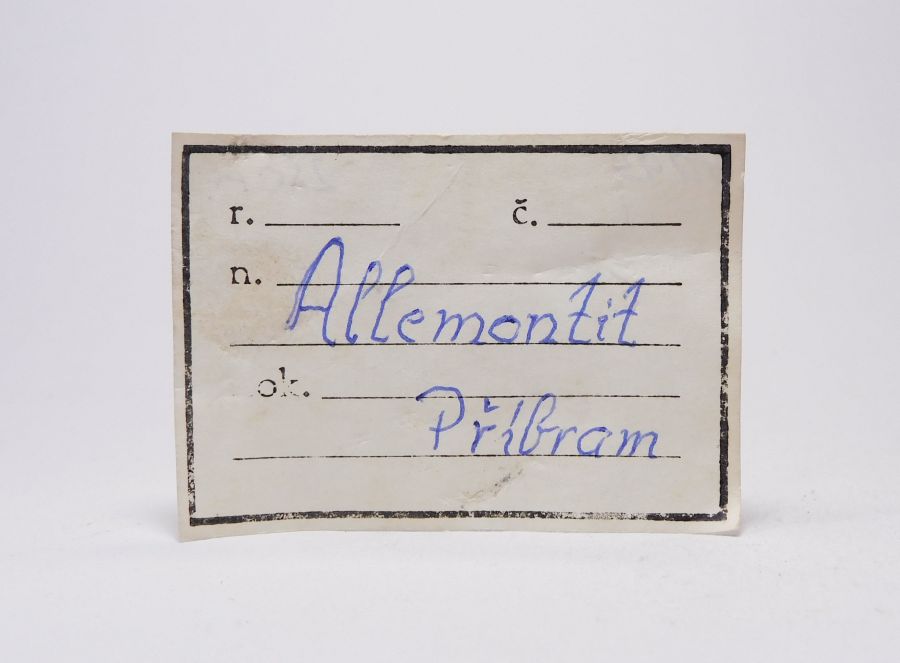 r. č.
n. Allemontit
ok.
Příbram